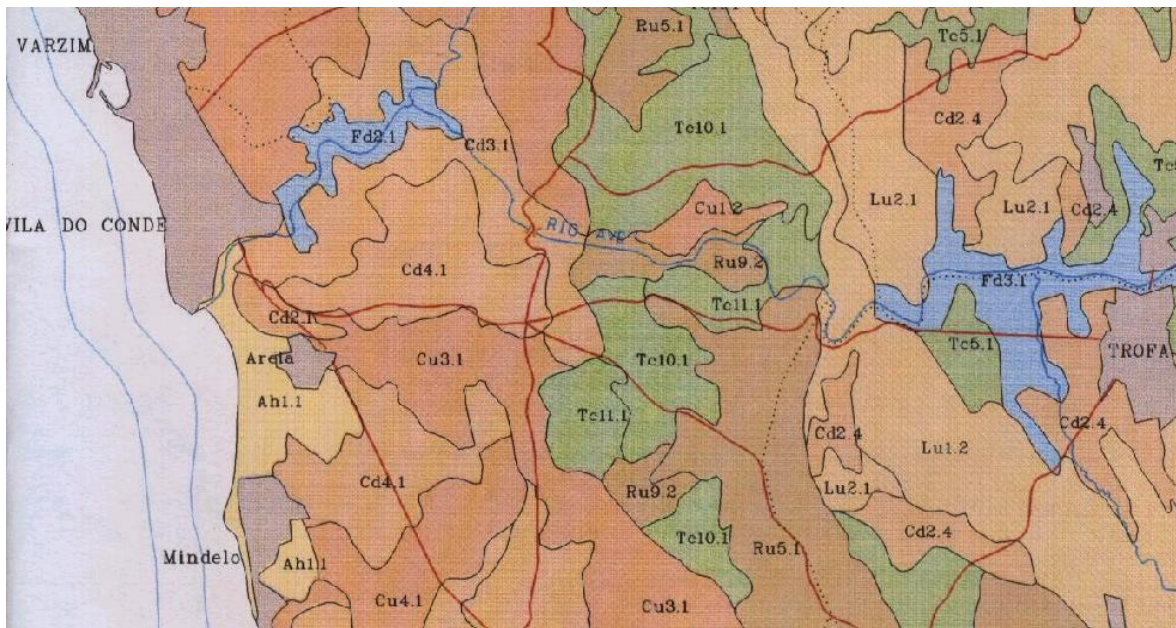 Ru5.1
VARZIM
Tc5.1
Fd2.1
Cd3.1
Tc10.1
Cd2.4
Lu2.1
Lu2.1
Cd2.4
Cu1.2
VILA DO CONDE
RIO AVE
Ru9.2
Cd4.1
Fd3.1
Tc11.1
Cd2.1
Areia
Cu3.1
Tc10.1
Tc5.1
TROFA
Ah1.1
Tc11.1
Cd2.4
Cd2.4
Lu1.2
Cd4.1
Ru9.2
Lu2.1
Tc10.1
Cd2.4
Mindelo
Ah1.1
Ru5.1
Cu4.1
Cu3.1